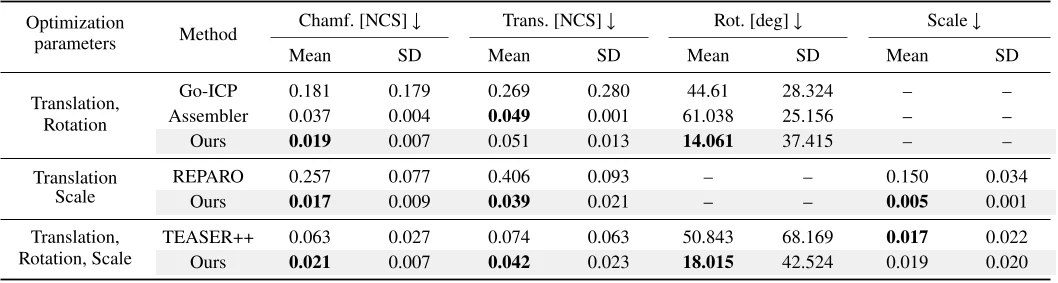 Optimization parameters Method Chamf. [NCS] ↓ Trans. [NCS] ↓ Rot. [deg] ↓ Scale ↓
Mean SD Mean SD Mean SD Mean SD
Translation, Rotation
Go-ICP 0.181 0.179 0.269 0.280 44.61 28.324 – –
Assembler 0.037 0.004 0.049 0.001 61.038 25.156 – –
Ours 0.019 0.007 0.051 0.013 14.061 37.415 – –
Translation Scale
REPARO 0.257 0.077 0.406 0.093 – – 0.150 0.034
Ours 0.017 0.009 0.039 0.021 – – 0.005 0.001
Translation, Rotation, Scale
TEASER++ 0.063 0.027 0.074 0.063 50.843 68.169 0.017 0.022
Ours 0.021 0.007 0.042 0.023 18.015 42.524 0.019 0.020